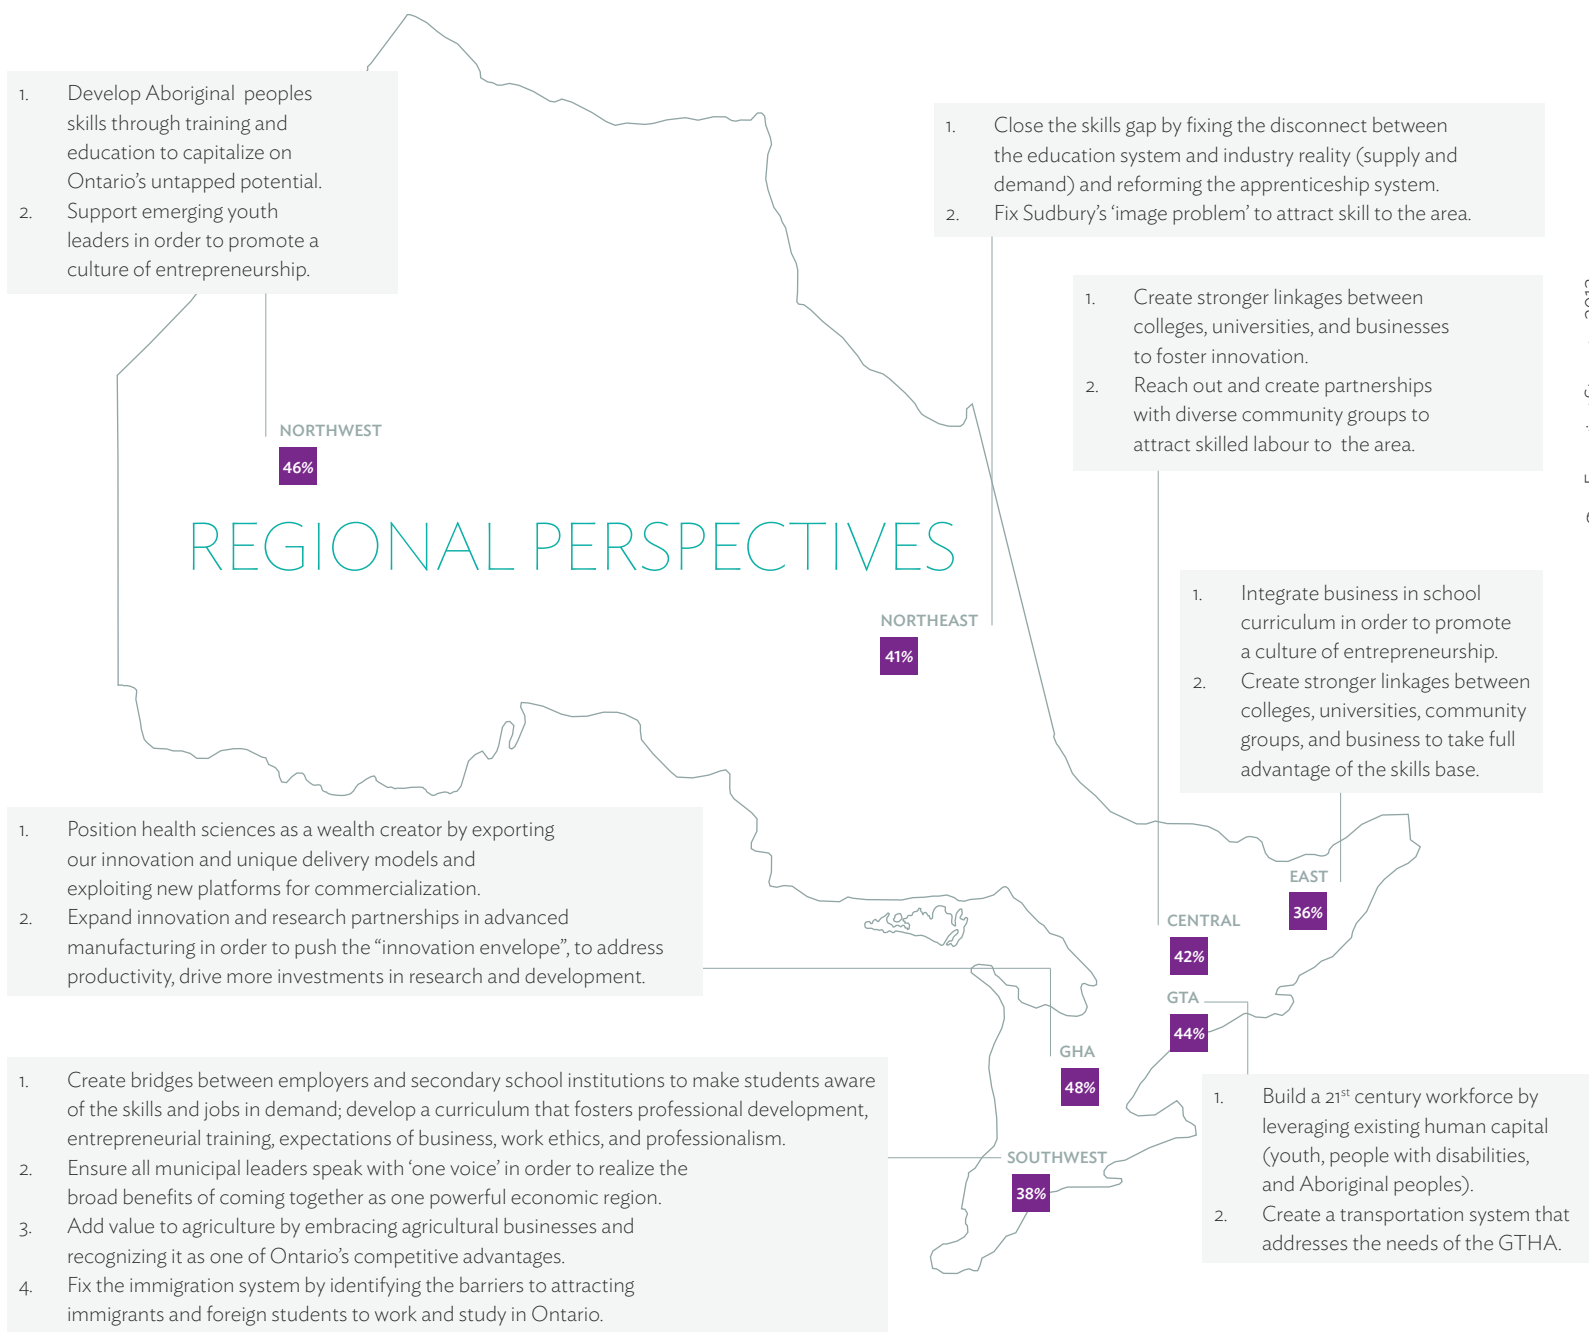 1. Develop Aboriginal peoples
skills through training and
education to capitalize on
Ontario's untapped potential.
2. Support emerging youth
leaders in order to promote a
culture of entrepreneurship.
1. Close the skills gap by fixing the disconnect between
the education system and industry reality (supply and
demand) and reforming the apprenticeship system.
2. Fix Sudbury's 'image problem' to attract skill to the area.
1. Create stronger linkages between
colleges, universities, and businesses
to foster innovation.
2. Reach out and create partnerships
with diverse community groups to
attract skilled labour to the area.
NORTHWEST
46%
REGIONAL PERSPECTIVES
NORTHEAST
41%
1. Integrate business in school
curriculum in order to promote
a culture of entrepreneurship.
2. Create stronger linkages between
colleges, universities, community
groups, and business to take full
advantage of the skills base.
1. Position health sciences as a wealth creator by exporting
our innovation and unique delivery models and
exploiting new platforms for commercialization.
2. Expand innovation and research partnerships in advanced
manufacturing in order to push the “innovation envelope”, to address
productivity, drive more investments in research and development.
EAST
36%
CENTRAL
42%
GTA
44%
GHA
48%
1. Create bridges between employers and secondary school institutions to make students aware
of the skills and jobs in demand; develop a curriculum that fosters professional development,
entrepreneurial training, expectations of business, work ethics, and professionalism.
2. Ensure all municipal leaders speak with 'one voice' in order to realize the
broad benefits of coming together as one powerful economic region.
3. Add value to agriculture by embracing agricultural businesses and
recognizing it as one of Ontario's competitive advantages.
4. Fix the immigration system by identifying the barriers to attracting
immigrants and foreign students to work and study in Ontario.
SOUTHWEST
38%
1. Build a 21st century workforce by
leveraging existing human capital
(youth, people with disabilities,
and Aboriginal peoples).
2. Create a transportation system that
addresses the needs of the GTHA.